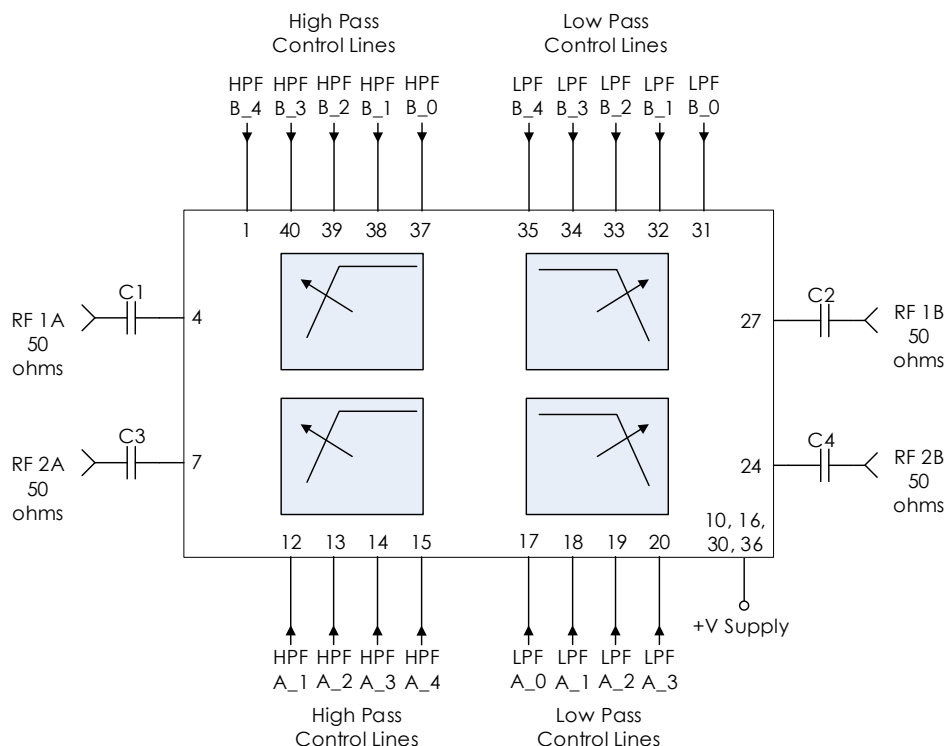 High Pass
Control Lines
Low Pass
Control Lines
HPF HPF HPF HPF HPF
B_4 B_3 B_2 B_1 B_0
LPF LPF LPF LPF LPF
B_4 B_3 B_2 B_1 B_0
1 40 39 38 37
35 34 33 32 31
C1
RF 1A
50
ohms
4
C2
27
RF 1B
50
ohms
C3
RF 2A
50
ohms
7
C4
24
RF 2B
50
ohms
10, 16,
30, 36
+V Supply
12 13 14 15
17 18 19 20
HPF HPF HPF HPF
A_1 A_2 A_3 A_4
LPF LPF LPF LPF
A_0 A_1 A_2 A_3
High Pass
Control Lines
Low Pass
Control Lines